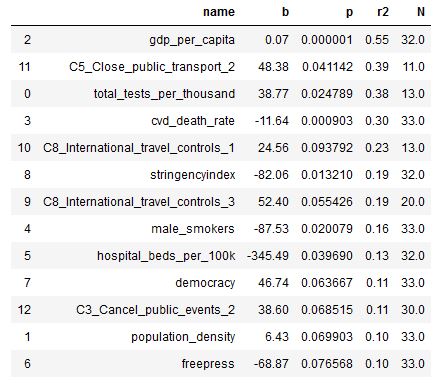 name b p r2 N
2 gdp_per_capita 0.07 0.000001 0.55 32.0
11 C5_Close_public_transport_2 48.38 0.041142 0.39 11.0
0 total_tests_per_thousand 38.77 0.024789 0.38 13.0
3 cvd_death_rate -11.64 0.000903 0.30 33.0
10 C8_International_travel_controls_1 24.56 0.093792 0.23 13.0
8 stringencyindex -82.06 0.013210 0.19 32.0
9 C8_International_travel_controls_3 52.40 0.055426 0.19 20.0
4 male_smokers -87.53 0.020079 0.16 33.0
5 hospital_beds_per_100k -345.49 0.039690 0.13 32.0
7 democracy 46.74 0.063667 0.11 33.0
12 C3_Cancel_public_events_2 38.60 0.068515 0.11 30.0
1 population_density 6.43 0.069903 0.10 33.0
6 freepress -68.87 0.076568 0.10 33.0